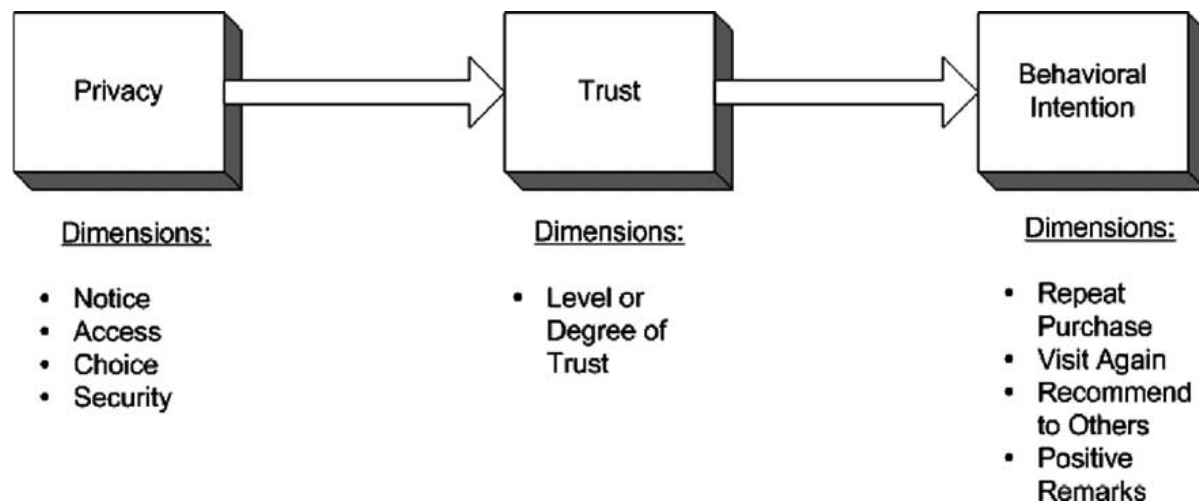 Privacy
Trust
Behavioral
Intention
Dimensions:
• Notice
• Access
• Choice
• Security
Dimensions:
• Level or
Degree of
Trust
Dimensions:
• Repeat
Purchase
• Visit Again
• Recommend
to Others
• Positive
Remarks